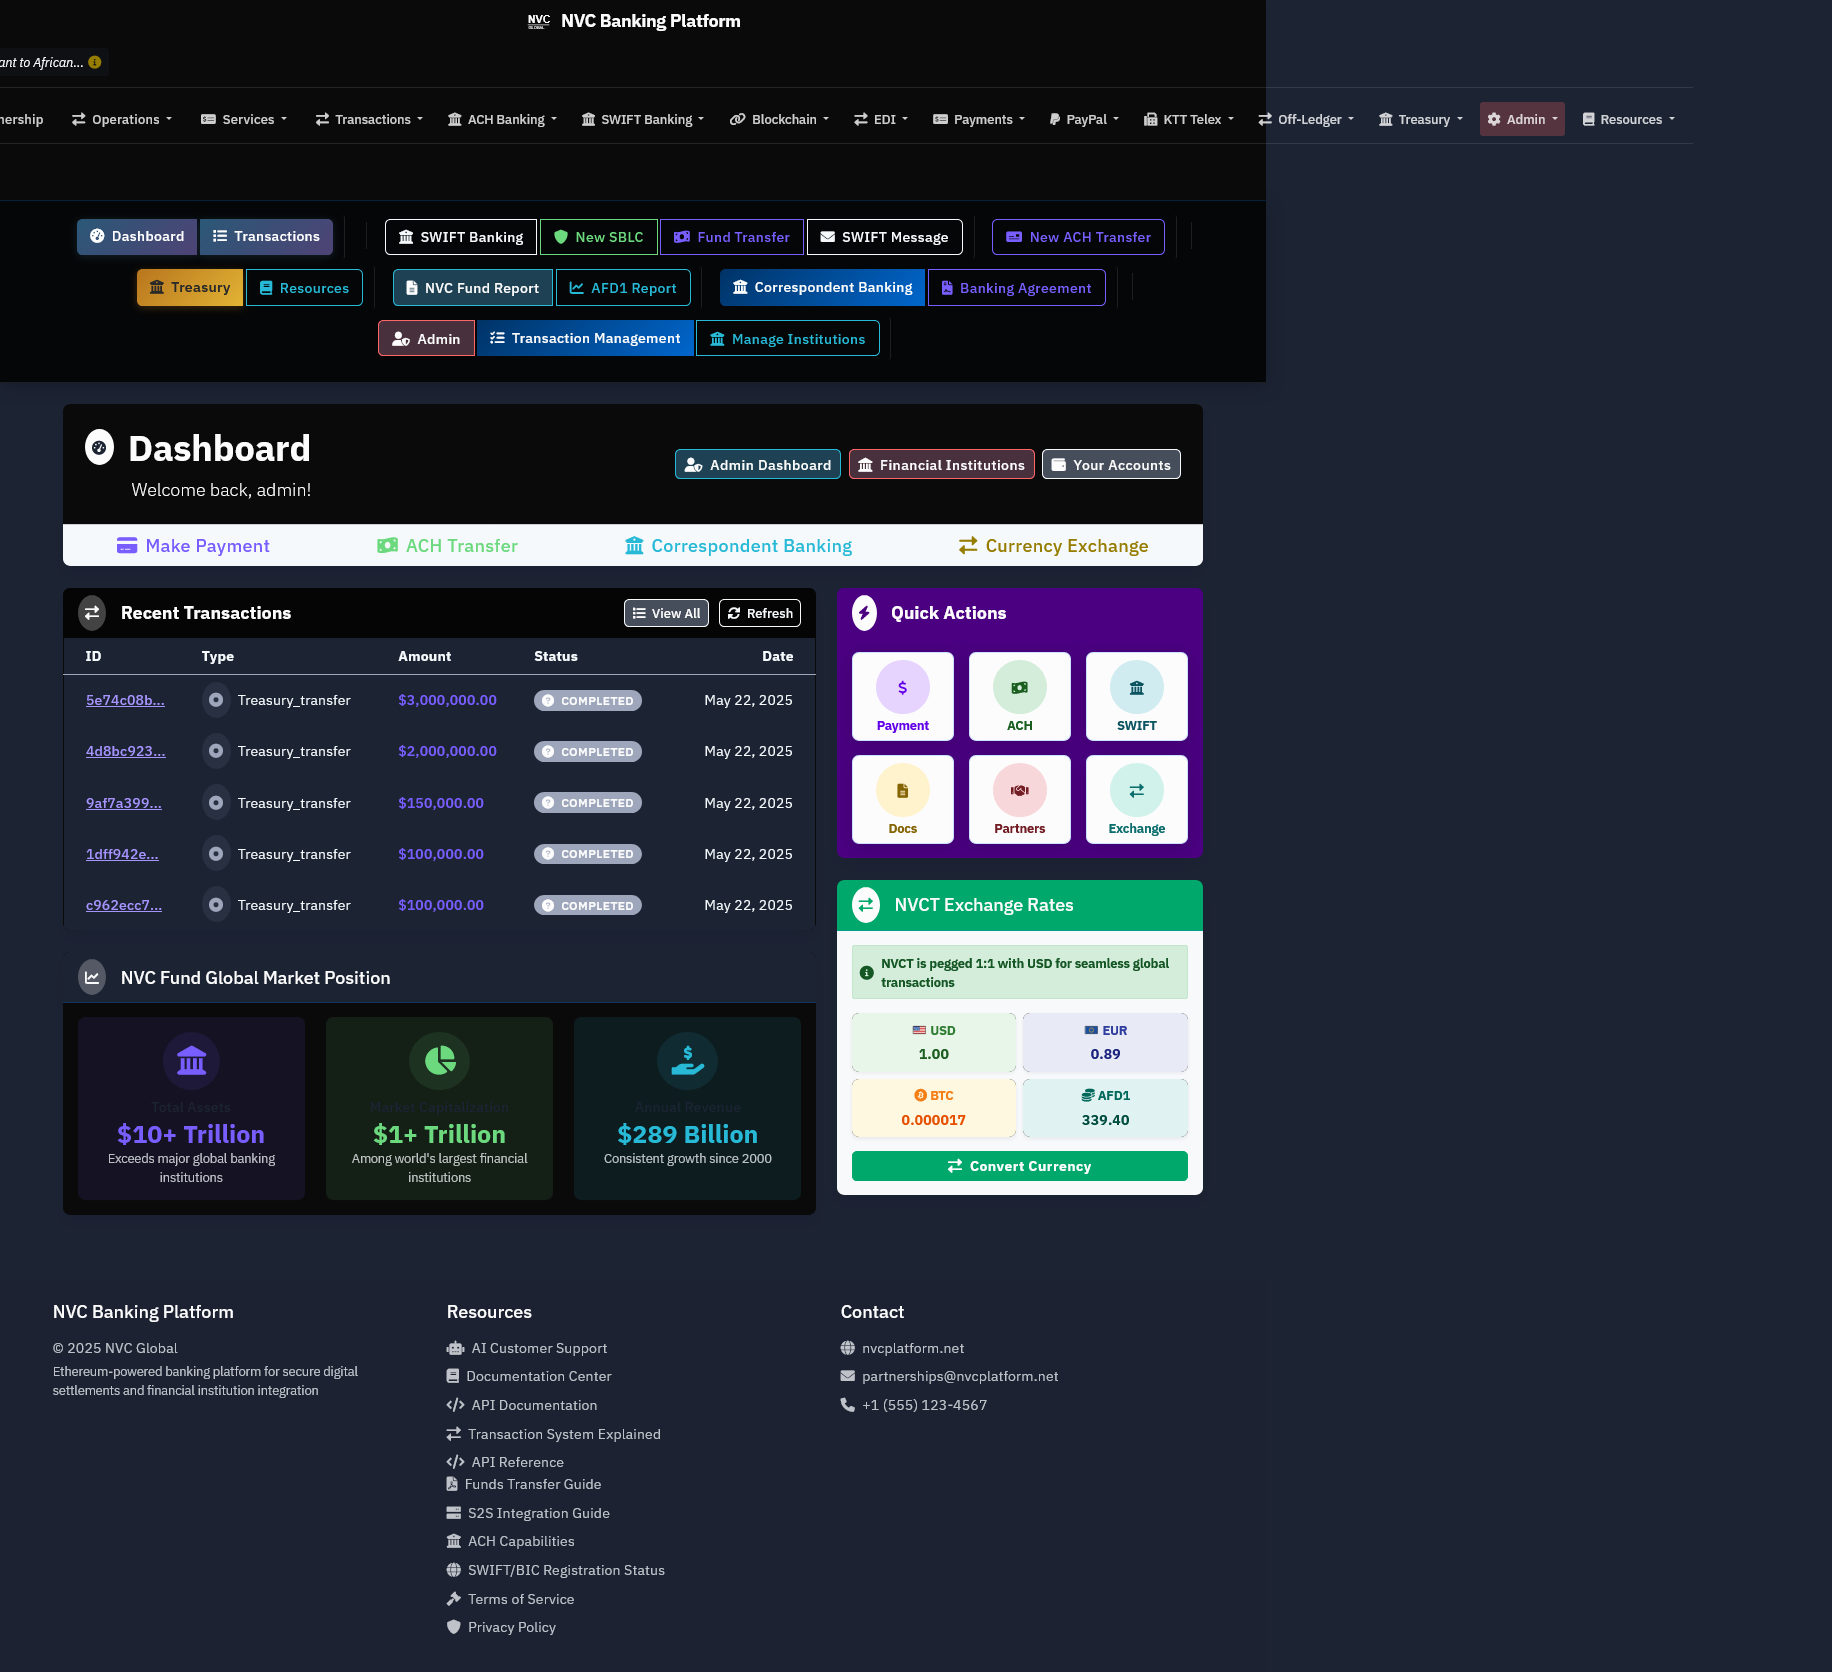 NVC
GLOBAL
NVC Banking Platform
ant to African...
nership
Operations
Services
Transactions
ACH Banking
SWIFT Banking
Blockchain
EDI
Payments
PayPal
KTT Telex
Off-Ledger
Treasury
Admin
Resources
Dashboard
Transactions
SWIFT Banking
New SBLC
Fund Transfer
SWIFT Message
New ACH Transfer
Treasury
Resources
NVC Fund Report
AFD1 Report
Correspondent Banking
Banking Agreement
Admin
Transaction Management
Manage Institutions
Dashboard
Welcome back, admin!
Admin Dashboard
Financial Institutions
Your Accounts
Make Payment
ACH Transfer
Correspondent Banking
Currency Exchange
Recent Transactions
View All
Refresh
ID Type Amount Status Date
5e74c08b... Treasury_transfer $3,000,000.00 COMPLETED May 22, 2025
4d8bc923... Treasury_transfer $2,000,000.00 COMPLETED May 22, 2025
9af7a399... Treasury_transfer $150,000.00 COMPLETED May 22, 2025
1dff942e... Treasury_transfer $100,000.00 COMPLETED May 22, 2025
c962ecc7... Treasury_transfer $100,000.00 COMPLETED May 22, 2025
Quick Actions
Payment
ACH
SWIFT
Docs
Partners
Exchange
NVCT Exchange Rates
NVCT is pegged 1:1 with USD for seamless global
transactions
USD
1.00
EUR
0.89
BTC
0.000017
AFD1
339.40
Convert Currency
NVC Fund Global Market Position
Total Assets
$10+ Trillion
Exceeds major global banking
institutions
Market Capitalization
$1+ Trillion
Among world's largest financial
institutions
Annual Revenue
$289 Billion
Consistent growth since 2000
NVC Banking Platform
© 2025 NVC Global
Ethereum-powered banking platform for secure digital
settlements and financial institution integration
Resources
AI Customer Support
Documentation Center
API Documentation
Transaction System Explained
API Reference
Funds Transfer Guide
S2S Integration Guide
ACH Capabilities
SWIFT/BIC Registration Status
Terms of Service
Privacy Policy
Contact
nvcplatform.net
partnerships@nvcplatform.net
+1 (555) 123-4567